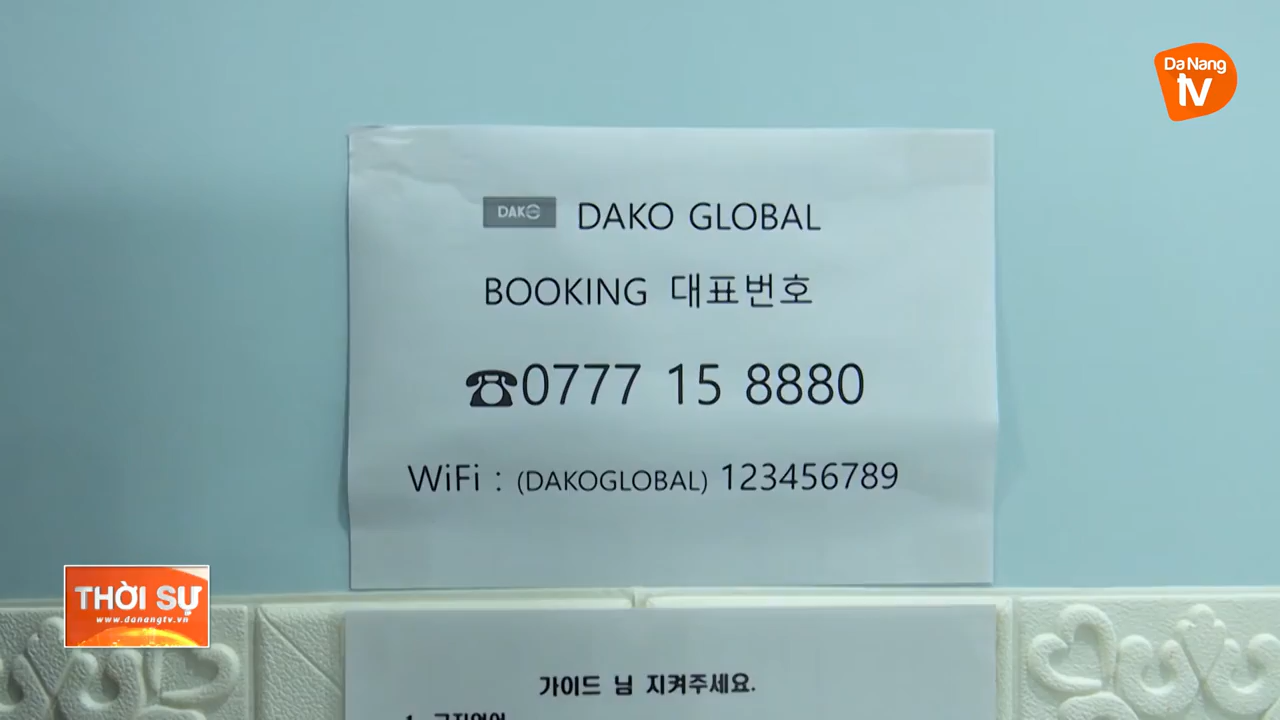 Da Nang
tv
DAKO
DAKO GLOBAL
BOOKING 대표번호
☎0777 15 8880
WiFi : (DAKOGLOBAL) 123456789
THỜI SỰ
www.danangtv.vn
가이드 님 지켜주세요.
1.